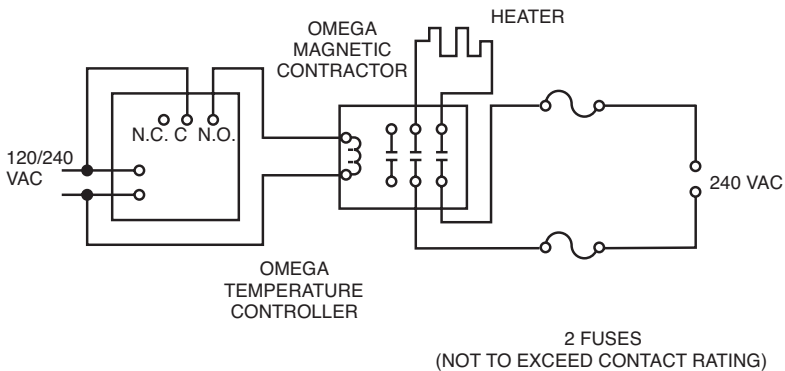 OMEGA
MAGNETIC
CONTRACTOR
HEATER
N.C. C N.O.
120/240
VAC
240 VAC
OMEGA
TEMPERATURE
CONTROLLER
2 FUSES
(NOT TO EXCEED CONTACT RATING)